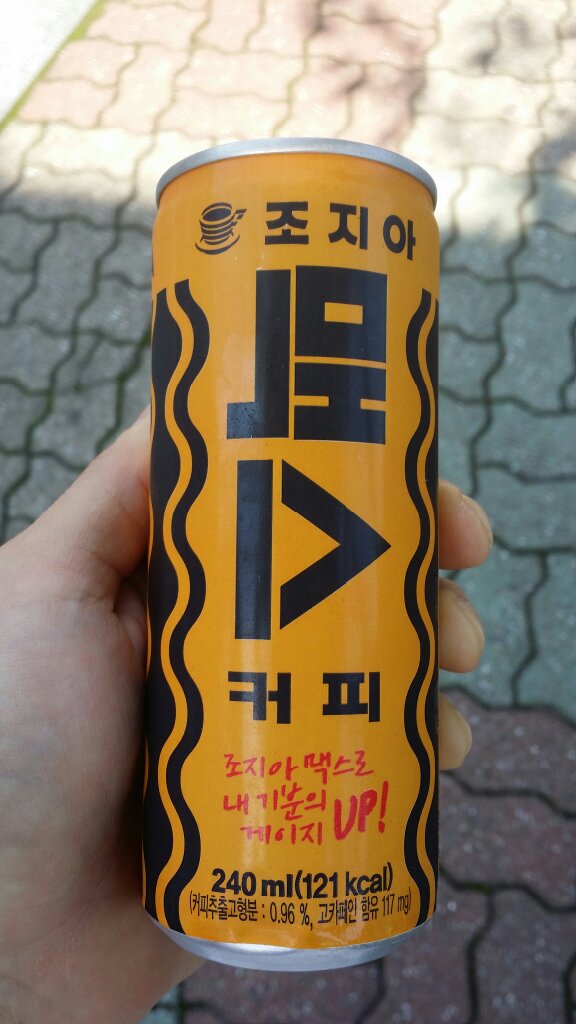 조지아
맥스
커피
조지아 맥스로
내 기분의
게이지 UP!
240 ml(121 kcal)
(커피추출고형분 : 0.96 %, 고카페인 함유 117 mg)